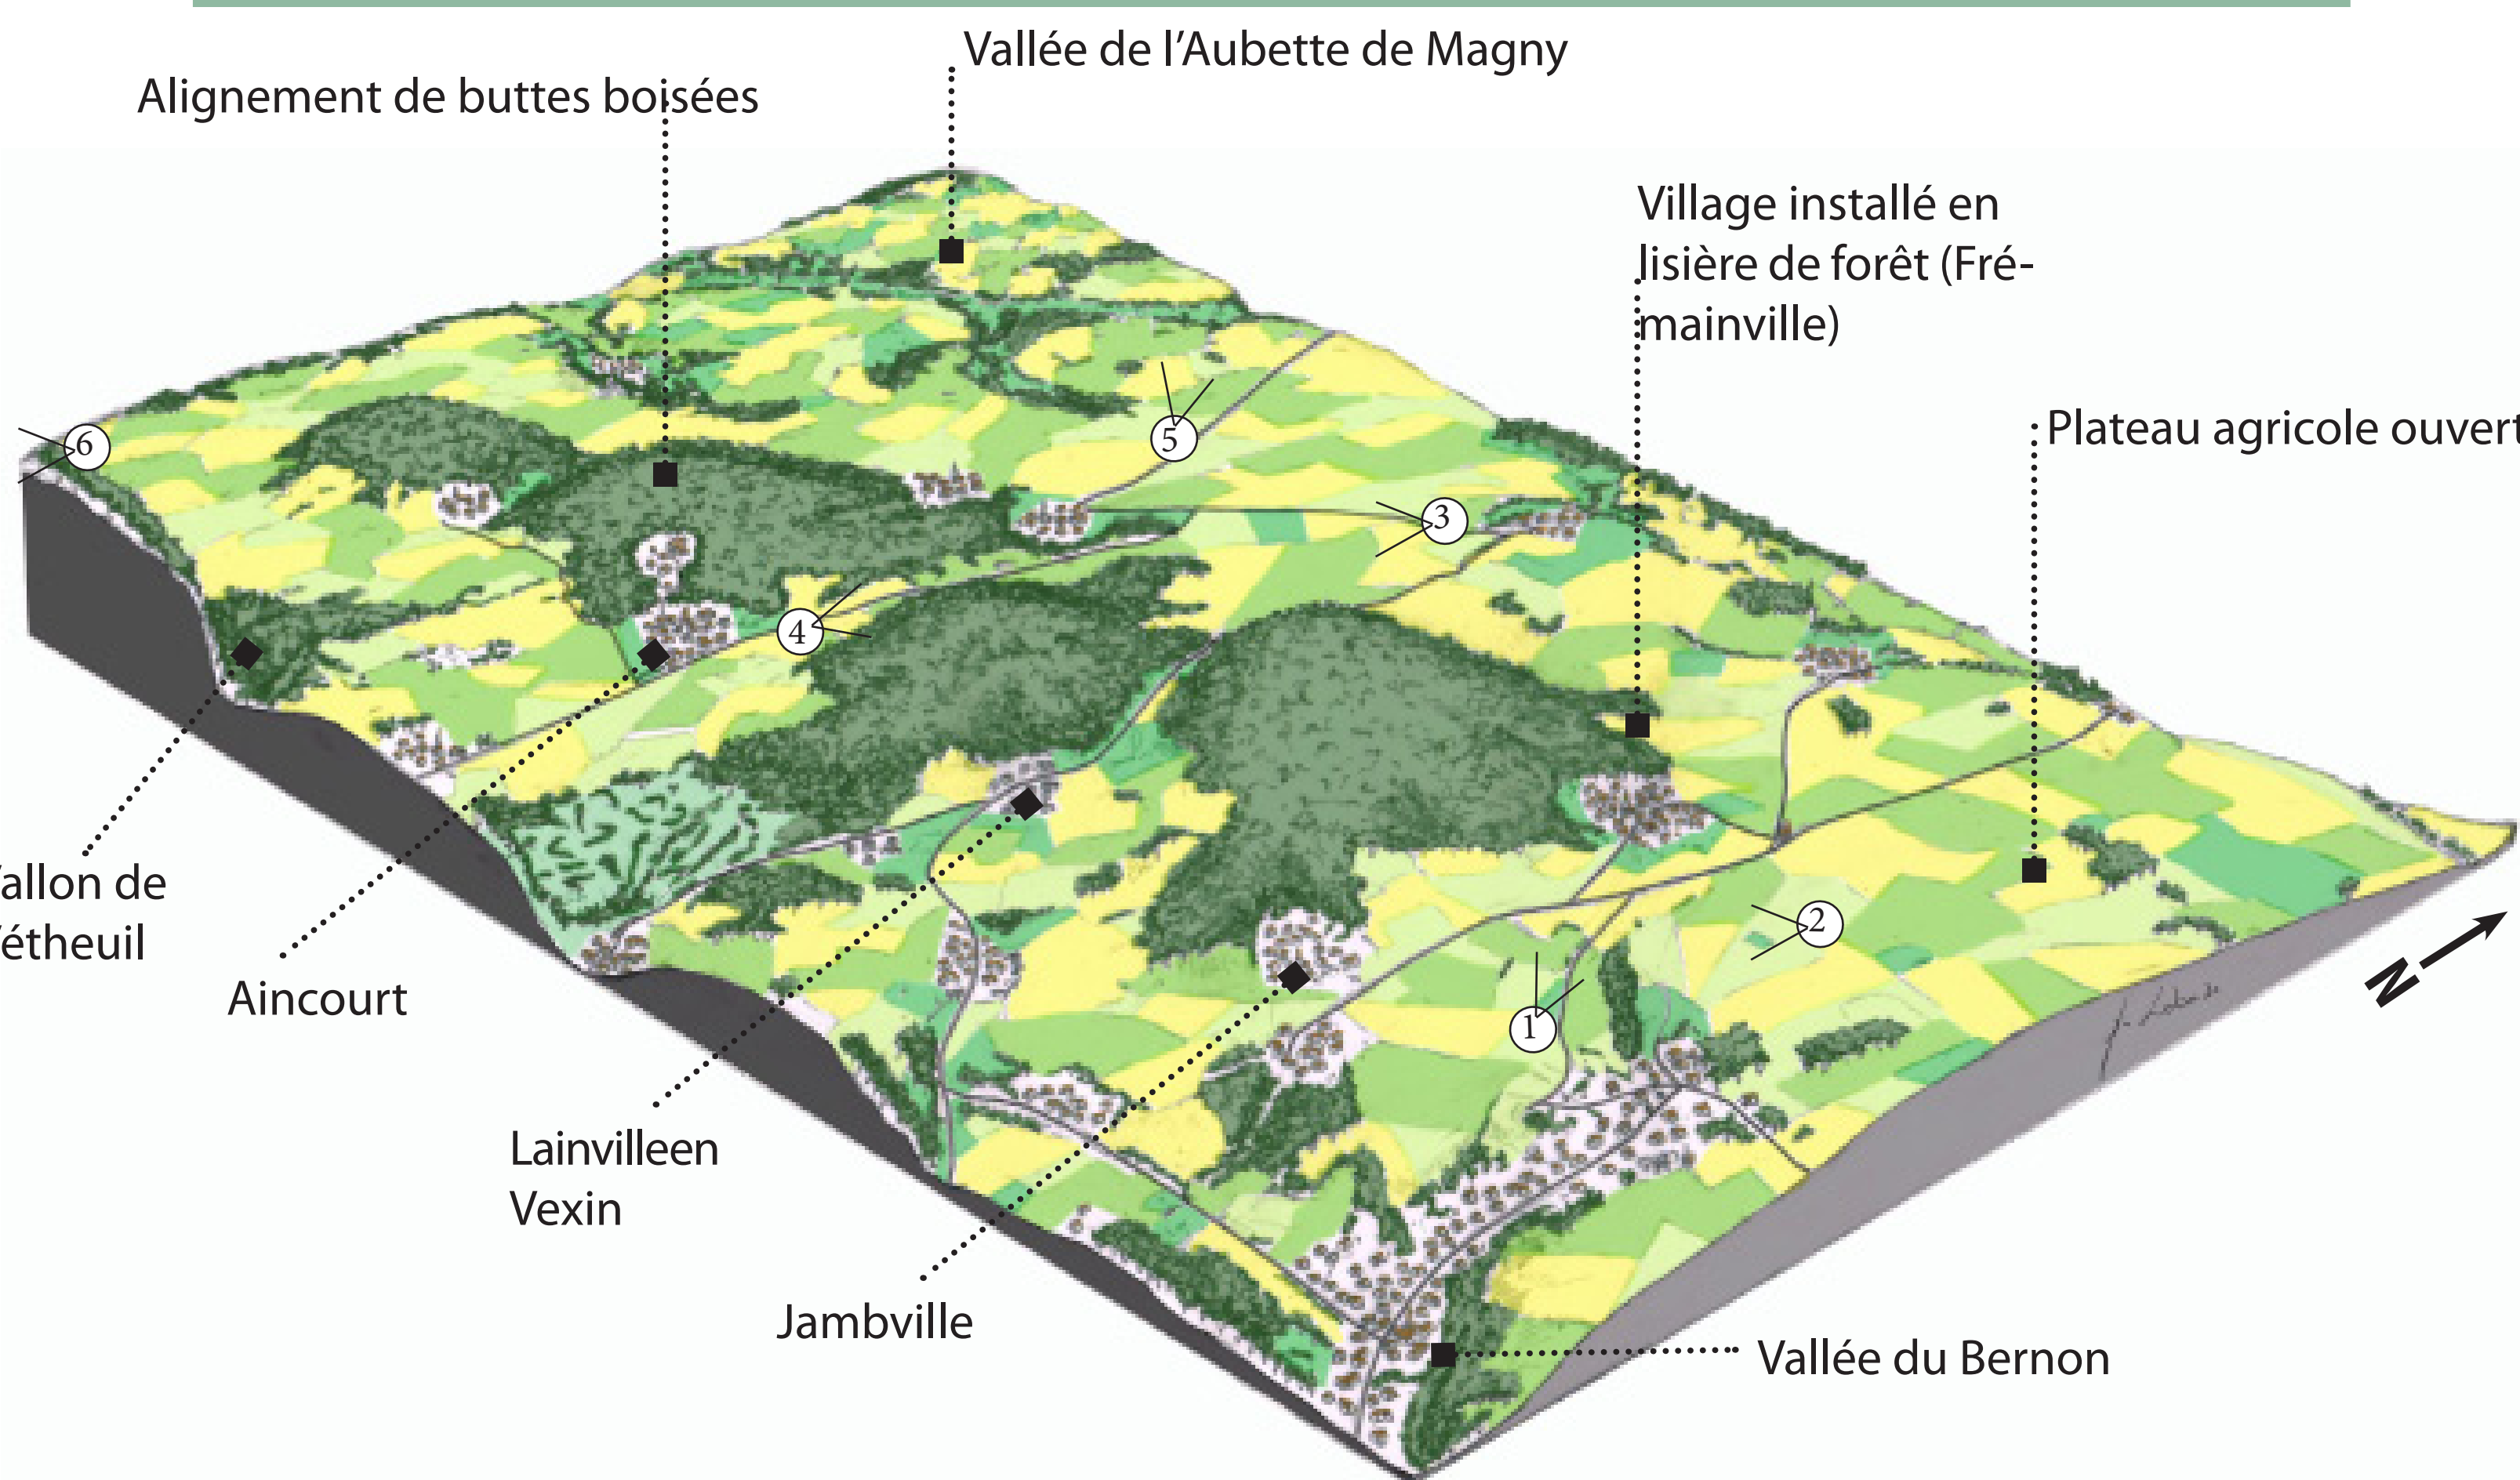 Vallée de l'Aubette de Magny
Alignement de buttes boisées
Village installé en
lisière de forêt (Fré-
mainville)
Plateau agricole ouvert
6
5
3
4
2
1
allon de
étheuil
Aincourt
N
Lainvilleen
Vexin
Jambville
Vallée du Bernon